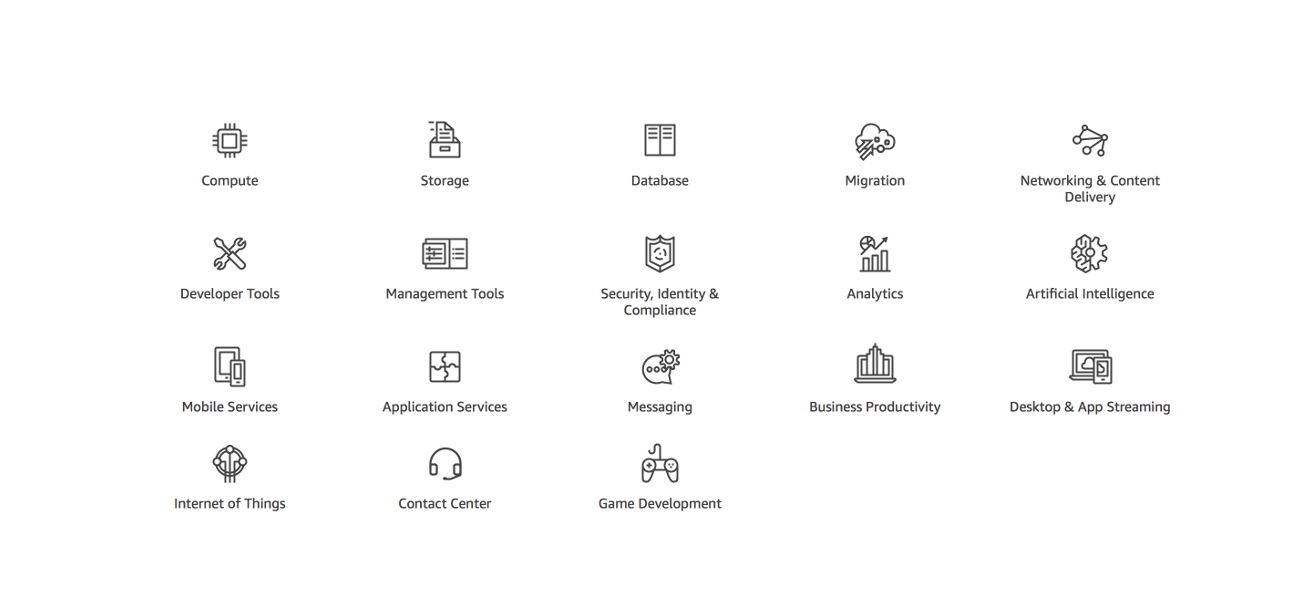 Compute
Storage
Database
Migration
Networking & Content
Delivery
Developer Tools
Management Tools
Security, Identity &
Compliance
Analytics
Artificial Intelligence
Mobile Services
Application Services
Messaging
Business Productivity
Desktop & App Streaming
Internet of Things
Contact Center
Game Development